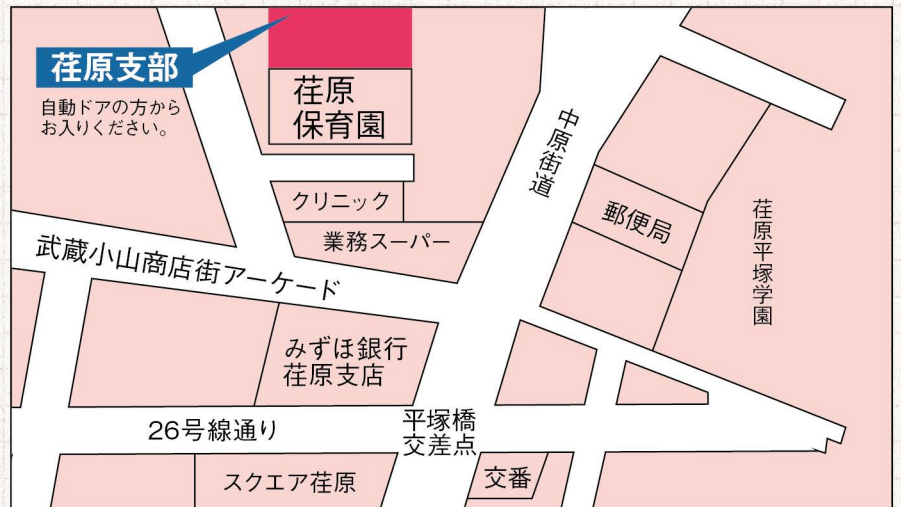 荏原支部
自動ドアの方から
お入りください。
荏原
保育園
中原街道
クリニック
郵便局
荏原平塚学園
業務スーパー
武蔵小山商店街アーケード
みずほ銀行
荏原支店
平塚橋
交差点
26号線通り
スクエア荏原
交番